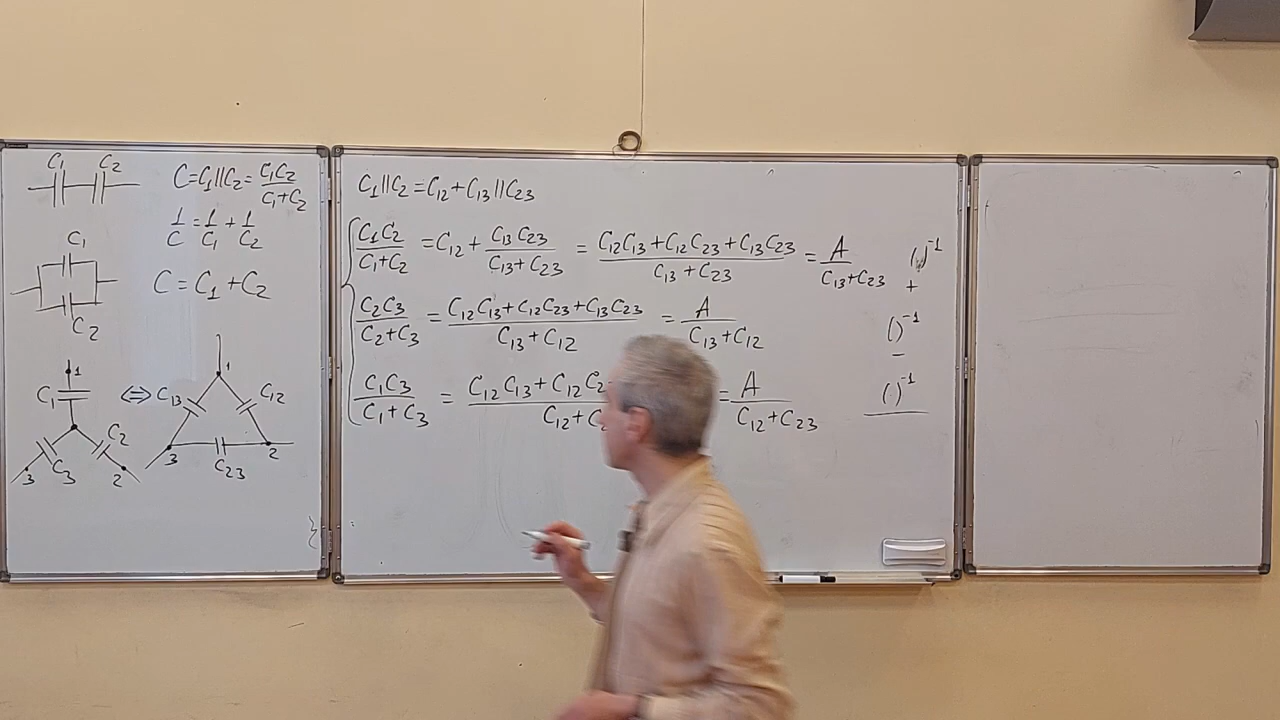 C₁ C₂
C=C₁||C₂=C₁C₂/(C₁+C₂)
1/C=1/C₁+1/C₂
C₁
C₂
C=C₁+C₂
1
C₁
C₂
C₃
3 2
⇔
1
C₁₃ C₁₂
3 2
C₂₃
C₁||C₂=C₁₂+C₁₃||C₂₃
C₁C₂/(C₁+C₂) =C₁₂+ C₁₃C₂₃/(C₁₃+C₂₃) = (C₁₂C₁₃+C₁₂C₂₃+C₁₃C₂₃)/(C₁₃+C₂₃) = A/(C₁₃+C₂₃) ()⁻¹
+
C₂C₃/(C₂+C₃) = (C₁₂C₁₃+C₁₂C₂₃+C₁₃C₂₃)/(C₁₃+C₁₂) = A/(C₁₃+C₁₂) ()⁻¹
−
C₁C₃/(C₁+C₃) = C₁₂C₁₃+C₁₂C₂ C₁₂+C₂ = A/(C₁₂+C₂₃) ()⁻¹